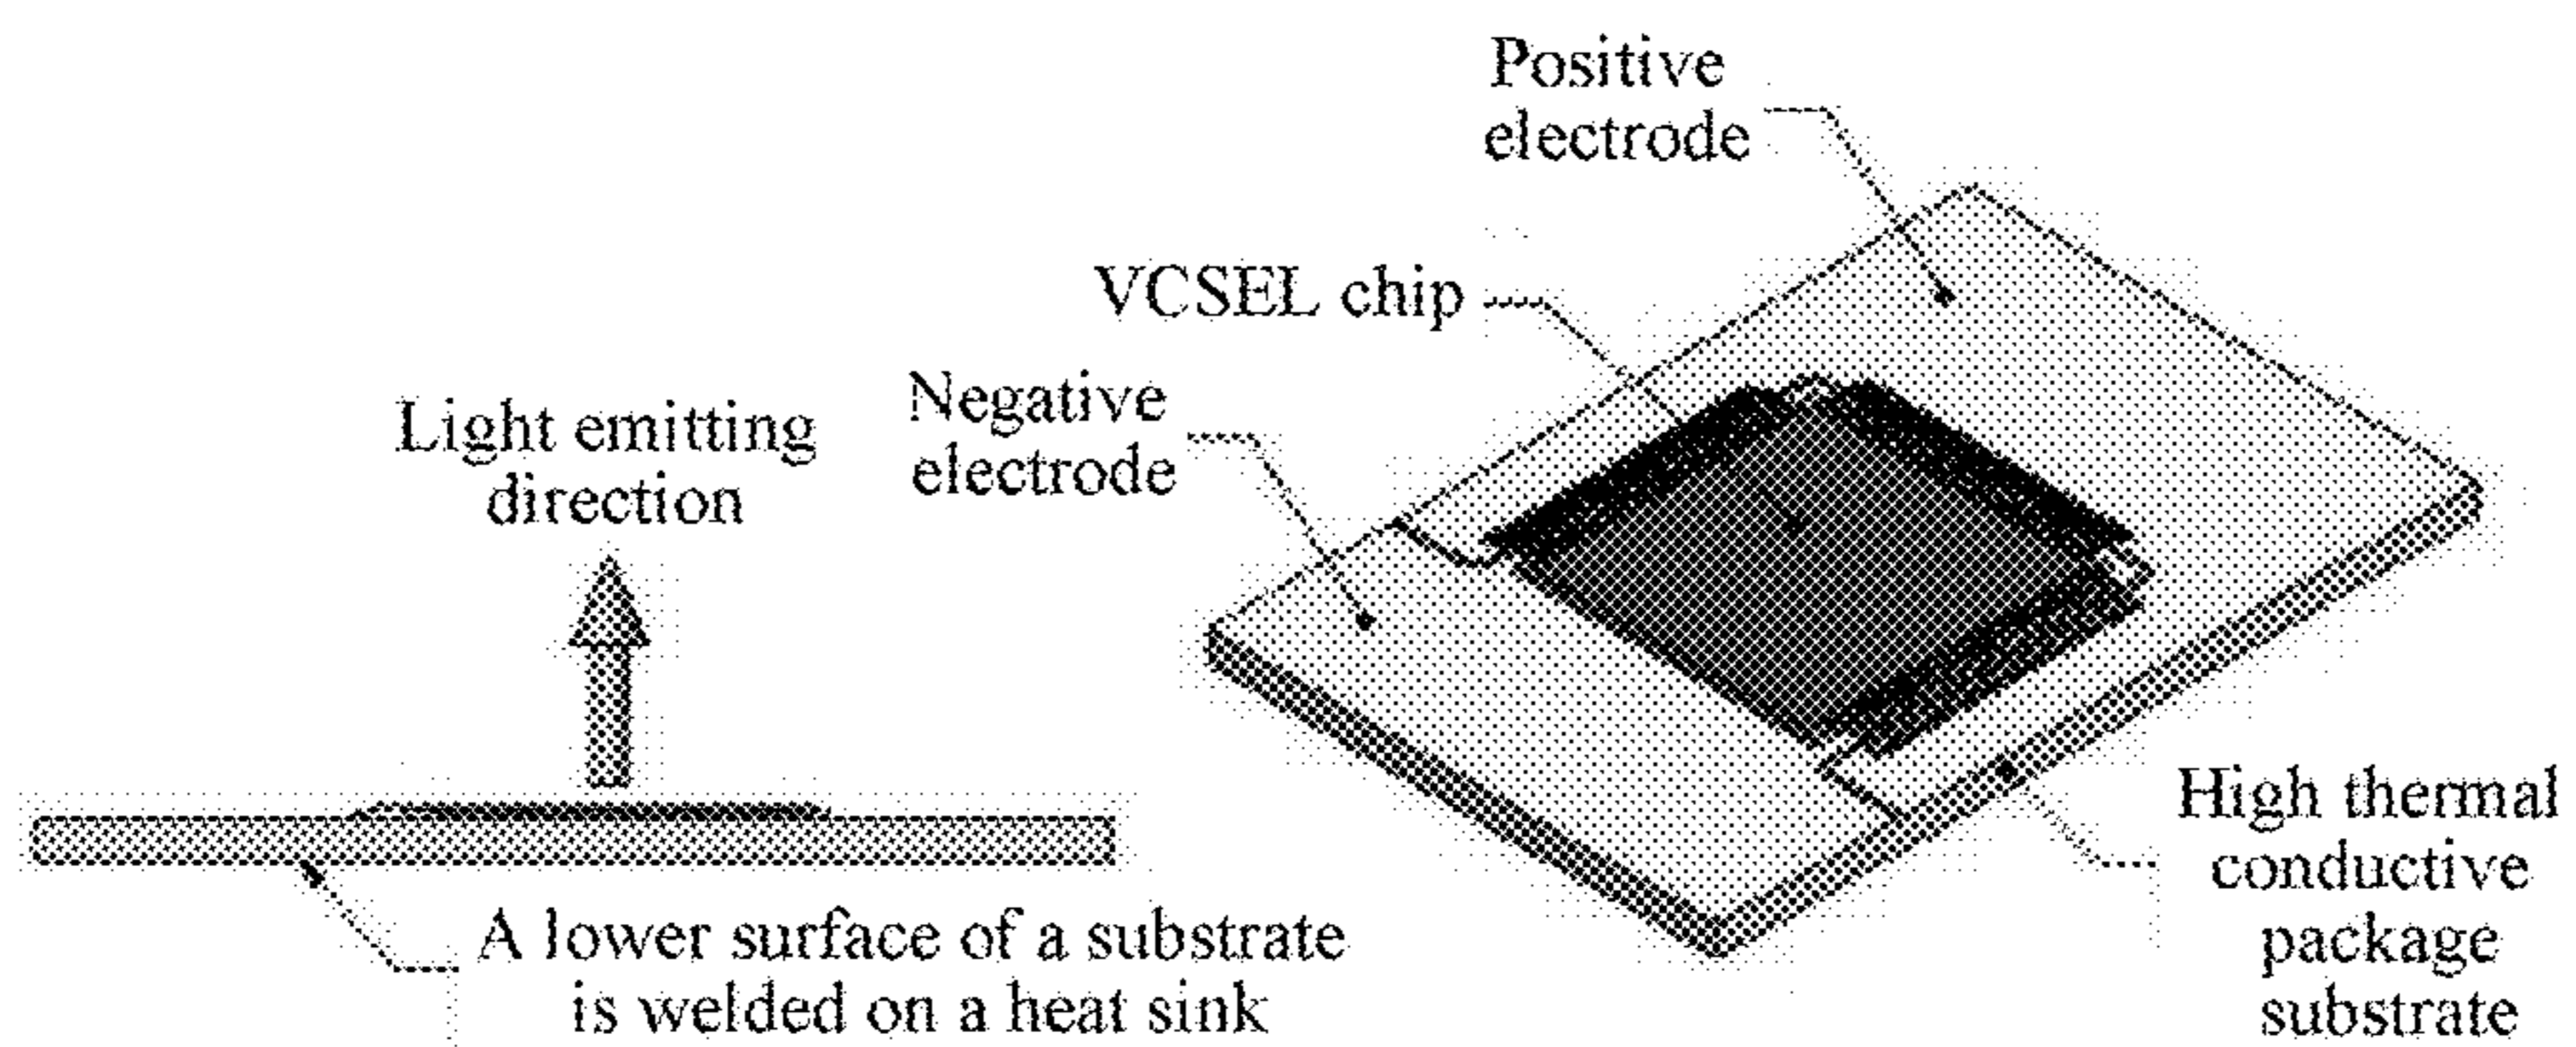 Positive
electrode
VCSEL chip
Negative
electrode
Light emitting
direction
High thermal
conductive
package
substrate
A lower surface of a substrate
is welded on a heat sink